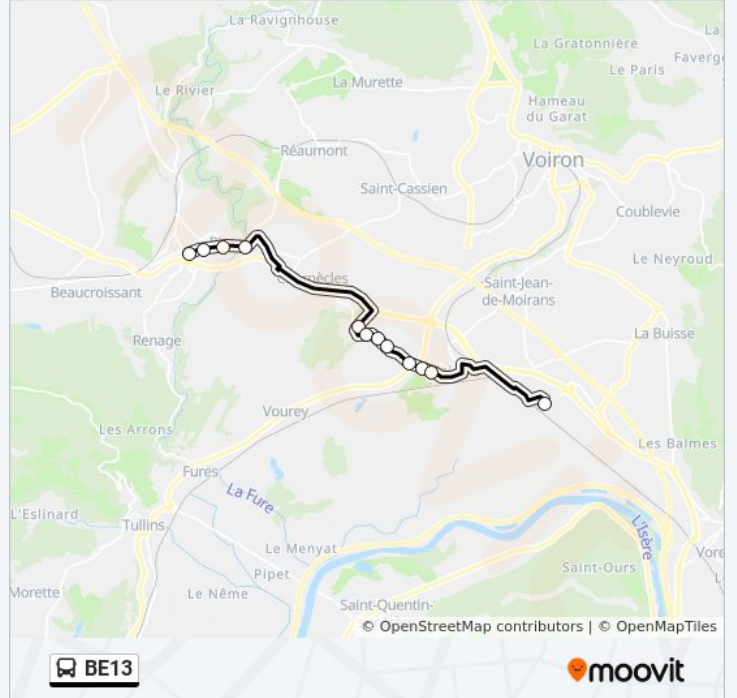 La Ravignhouse
La Gratonnière
Le Paris
La Murette
Le Rivier
Hameau
du Garat
Réaumont
Voiron
Saint-Cassien
Coublevie
Le Neyroud
Beaucroissant
Saint-Jean-
de-Moirans
La Buisse
Renage
Vourey
Les Arrons
Les Balmes
Fures
La Fure
L'Eslinard
Tullins
L'Isère
Le Menyat
Pipet
Saint-Ours
Morette
Le Nême
Saint-Quentin-
© OpenStreetMap contributors | © OpenMapTiles
BE13
moovit